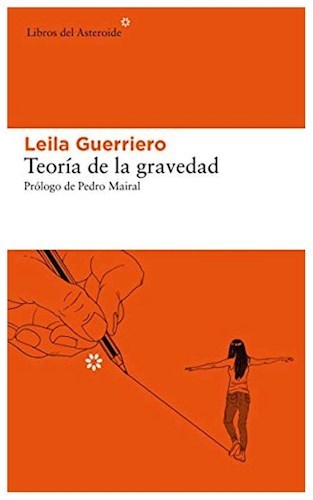 Libros del Asteroide
Leila Guerriero
Teoría de la gravedad
Prólogo de Pedro Mairal